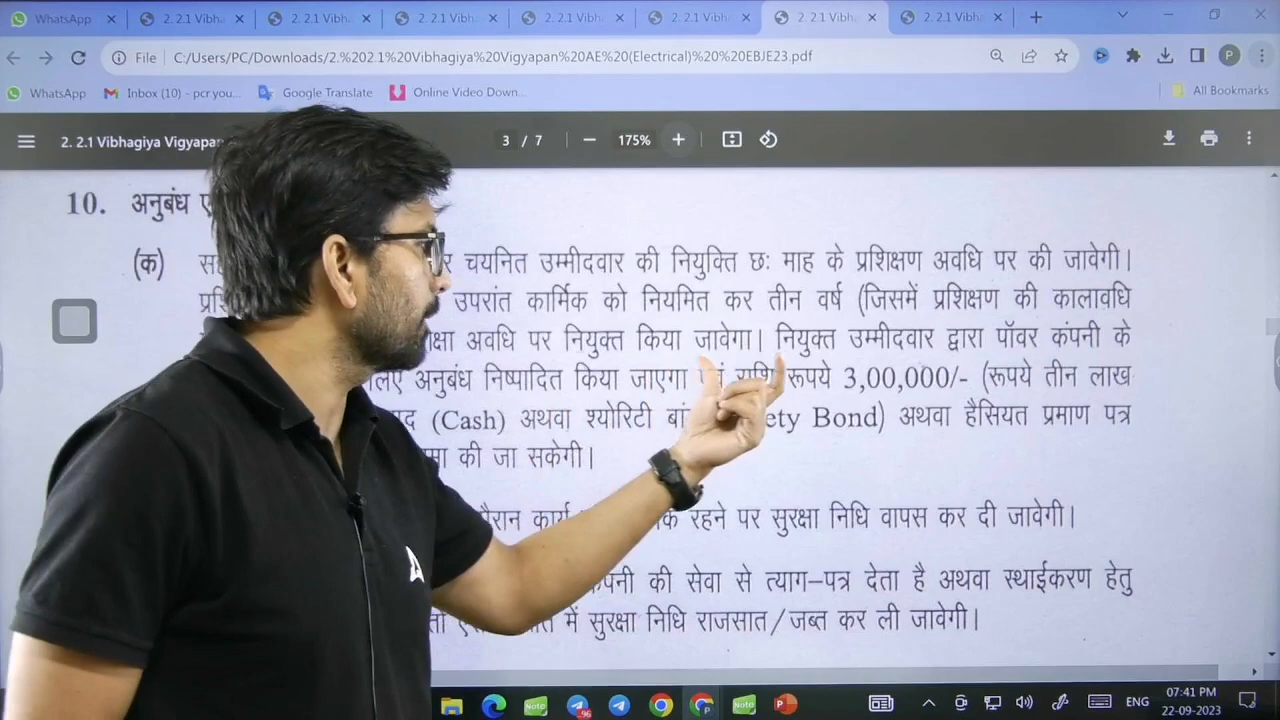 WhatsApp 2. 2.1 Vibh 2. 2.1 Vibh 2. 2.1 Vibh 2. 2.1 Vibh 2. 2.1 Vibh 2. 2.1 Vibh 2. 2.1 Vibh
File C:/Users/PC/Downloads/2.%202.1%20Vibhagiya%20Vigyapan%20AE%20(Electrical)%20%20EBJE23.pdf P
WhatsApp Inbox (10) - pcr you... Google Translate Online Video Down... All Bookmarks
2. 2.1 Vibhagiya Vigyapan 3 / 7 175%
10. अनुबंध
(क) चयनित उम्मीदवार की नियुक्ति छः माह के प्रशिक्षण अवधि पर की जावेगी।
उपरांत कार्मिक को नियमित कर तीन वर्ष (जिसमें प्रशिक्षण की कालावधि
अवधि पर नियुक्त किया जावेगा। नियुक्त उम्मीदवार द्वारा पॉवर कंपनी के
अनुबंध निष्पादित किया जाएगा रूपये 3,00,000/- (रूपये तीन लाख
(Cash) अथवा श्योरिटी Bond) अथवा हैसियत प्रमाण पत्र
की जा सकेगी।
रहने पर सुरक्षा निधि वापस कर दी जावेगी।
की सेवा से त्याग-पत्र देता है अथवा स्थाईकरण हेतु
में सुरक्षा निधि राजसात/जब्त कर ली जावेगी।
96 Note Note ENG 07:41 PM
22-09-2023